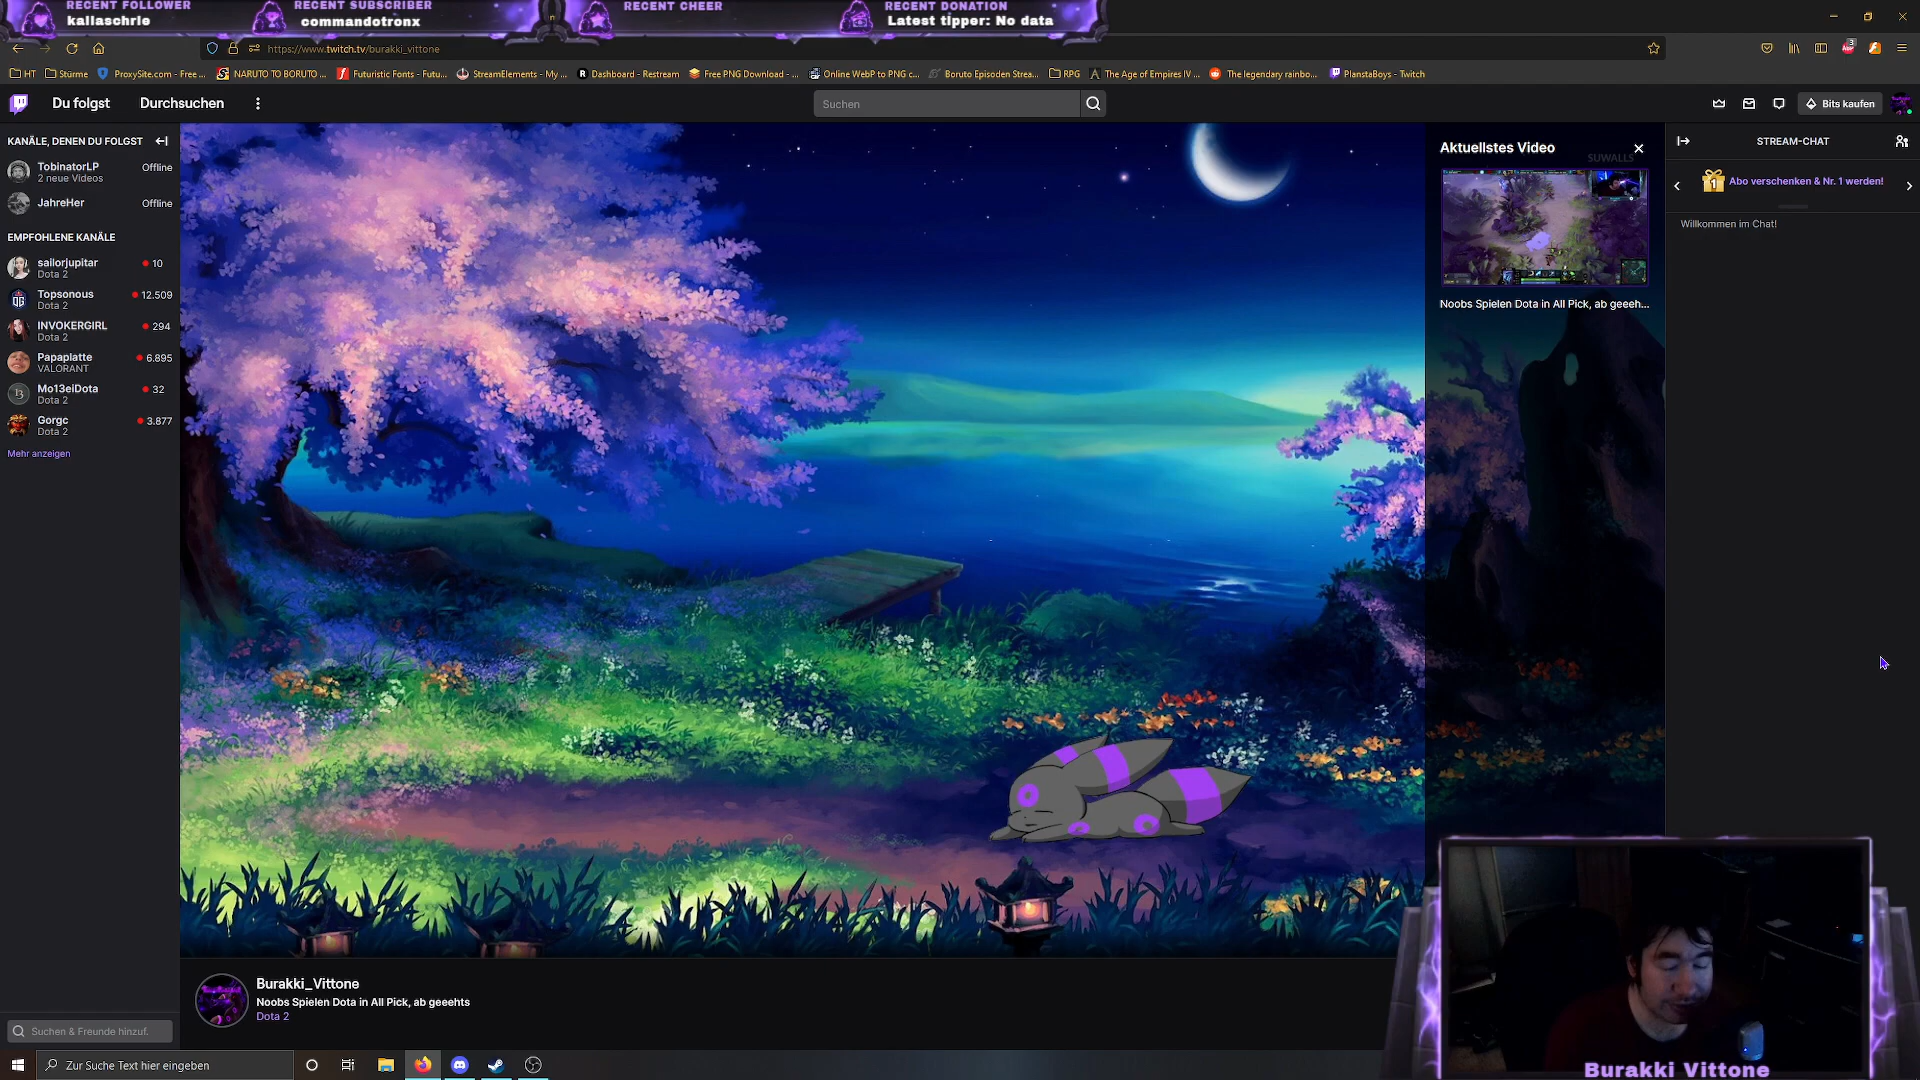 RECENT FOLLOWER
kallaschrle
RECENT SUBSCRIBER
commandotronx
RECENT CHEER
RECENT DONATION
Latest tipper: No data
https://www.twitch.tv/burakki_vittone
HT
Stürme
ProxySite.com - Free ...
NARUTO TO BORUTO ...
Futuristic Fonts - Futu...
StreamElements - My ...
Dashboard - Restream
Free PNG Download - ...
Online WebP to PNG c...
Boruto Episoden Strea...
RPG
The Age of Empires IV ...
The legendary rainbo...
PlanstaBoys - Twitch
Du folgst
Durchsuchen
Suchen
Bits kaufen
KANÄLE, DENEN DU FOLGST
TobinatorLP
2 neue Videos
Offline
JahreHer
Offline
EMPFOHLENE KANÄLE
sailorjupitar
Dota 2
10
Topsonous
Dota 2
12.509
INVOKERGIRL
Dota 2
294
Papaplatte
VALORANT
6.895
Mo13eiDota
Dota 2
32
Gorgc
Dota 2
3.877
Mehr anzeigen
Suchen & Freunde hinzuf.
Aktuellstes Video
SUWALLS
Noobs Spielen Dota in All Pick, ab geeeh...
STREAM-CHAT
1
Abo verschenken & Nr. 1 werden!
Willkommen im Chat!
Burakki_Vittone
Noobs Spielen Dota in All Pick, ab geeehts
Dota 2
Zur Suche Text hier eingeben
Burakki Vittone